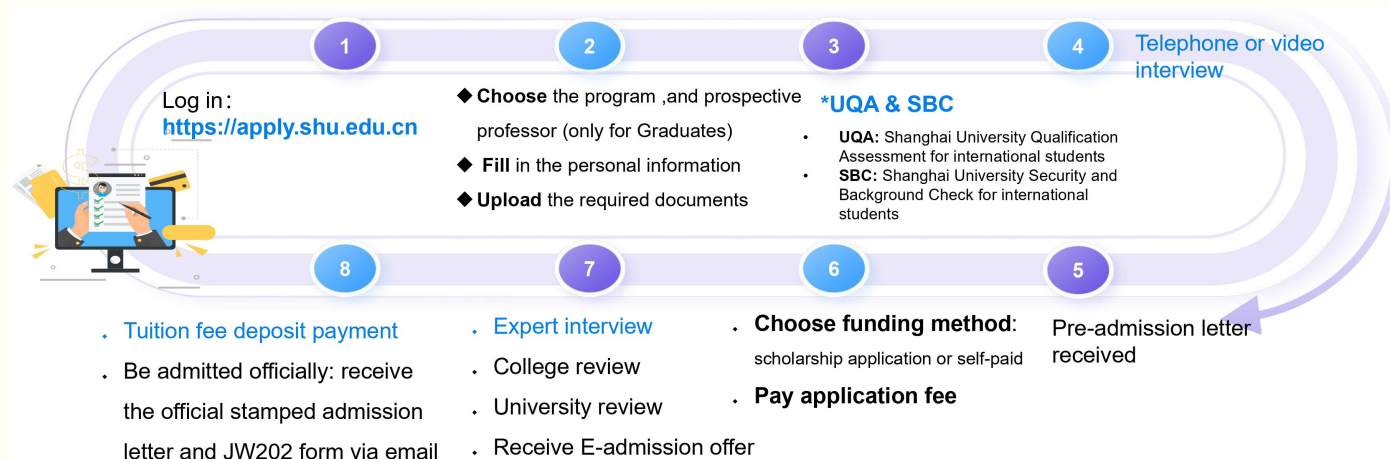 1
Log in：
https://apply.shu.edu.cn
2
◆ Choose the program ,and prospective
professor (only for Graduates)
◆ Fill in the personal information
◆ Upload the required documents
3
*UQA & SBC
• UQA: Shanghai University Qualification
Assessment for international students
• SBC: Shanghai University Security and
Background Check for international
students
4
Telephone or video
interview
5
Pre-admission letter
received
6
Choose funding method:
scholarship application or self-paid
Pay application fee
7
Expert interview
College review
University review
Receive E-admission offer
8
Tuition fee deposit payment
Be admitted officially: receive
the official stamped admission
letter and JW202 form via email